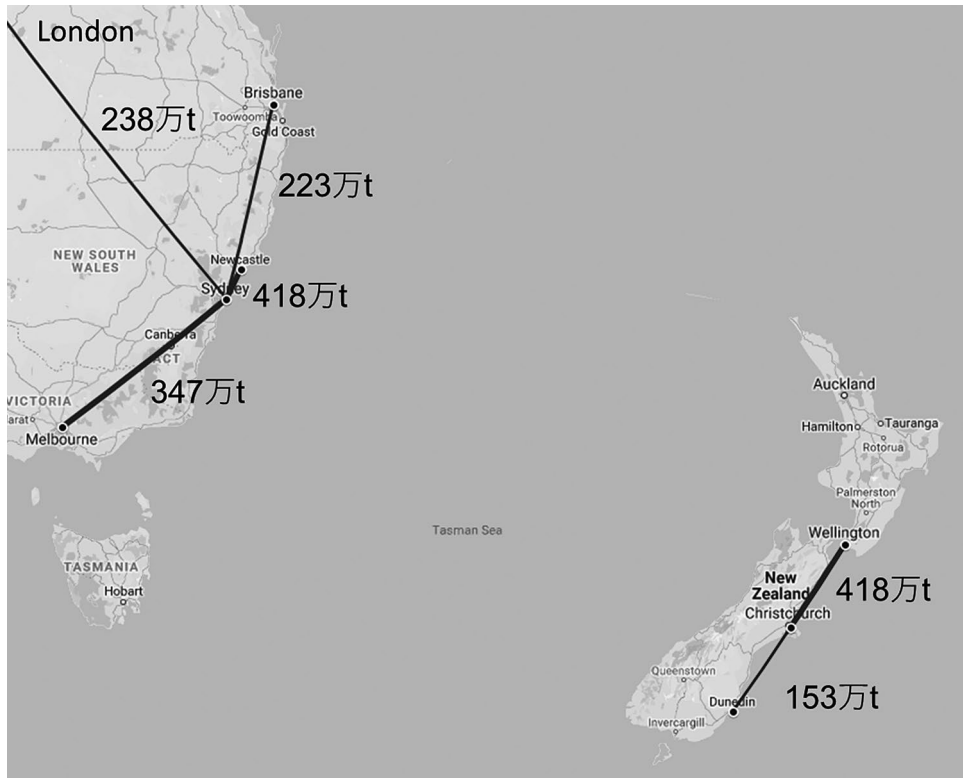 London
238万t
Brisbane
Toowoomba
Gold Coast
223万t
NEW SOUTH
WALES
Newcastle
Sydney
418万t
Canberra
ACT
347万t
VICTORIA
arat
Melbourne
Auckland
Hamilton
Tauranga
Rotorua
Palmerston
North
Tasman Sea
Wellington
TASMANIA
Hobart
New
Zealand
418万t
Christchurch
Queenstown
153万t
Dunedin
Invercargill